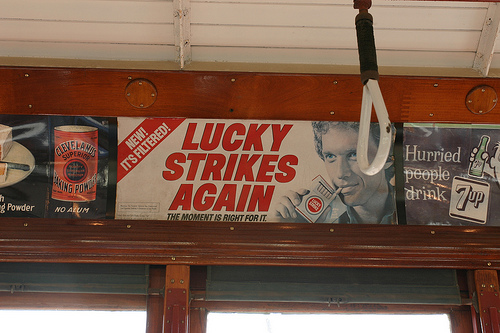 h
g Powder
CLEVELAND'S
SUPERIOR
BAKING POWDER
NO ALUM
NEW!
IT'S FILTERED!
LUCKY
STRIKES
AGAIN
THE MOMENT IS RIGHT FOR IT.
Hurried
people
drink
7up